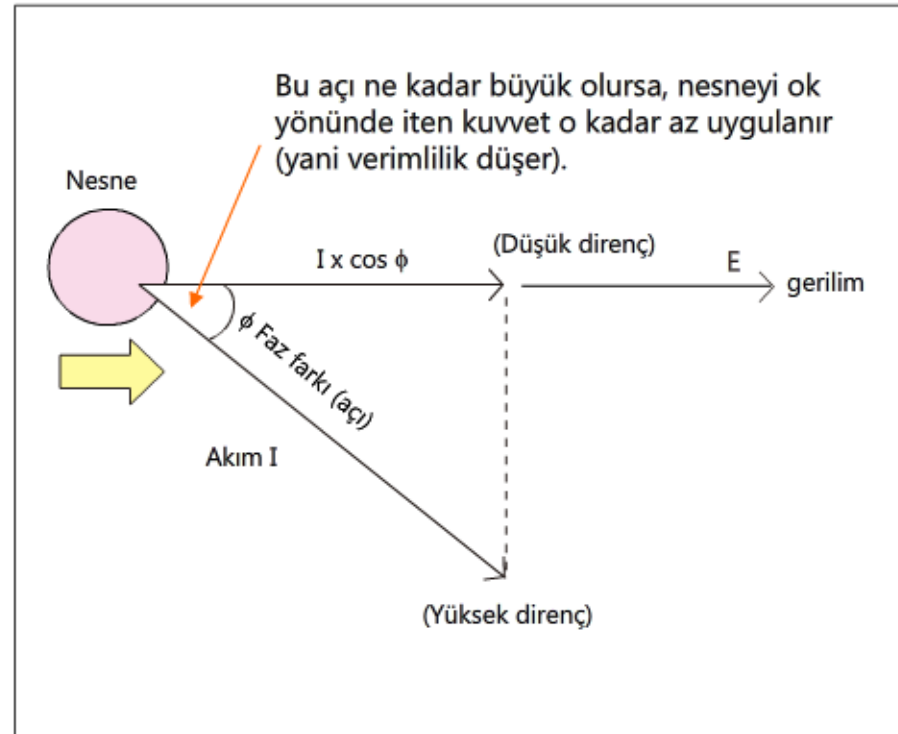 Bu açı ne kadar büyük olursa, nesneyi ok
yönünde iten kuvvet o kadar az uygulanır
(yani verimlilik düşer).
Nesne
I x cos ϕ
(Düşük direnç)
E
gerilim
ϕ Faz farkı (açı)
Akım I
(Yüksek direnç)